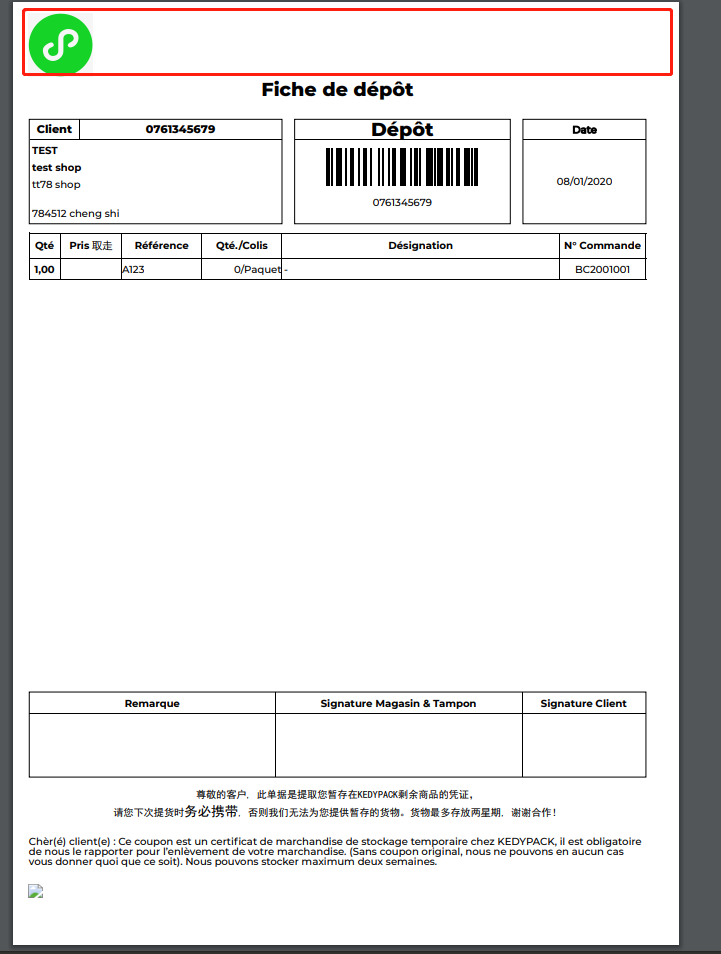 Fiche de dépôt
Client 0761345679
TEST
test shop
tt78 shop
784512 cheng shi
Dépôt
0761345679
Date
08/01/2020
Qté Pris 取走 Référence Qté./Colis Désignation N° Commande
1,00 A123 0/Paquet - BC2001001
Remarque Signature Magasin & Tampon Signature Client
尊敬的客户，此单据是提取您暂存在KEDYPACK剩余商品的凭证，
请您下次提货时务必携带，否则我们无法为您提供暂存的货物。货物最多存放两星期，谢谢合作！
Chèr(é) client(e) : Ce coupon est un certificat de marchandise de stockage temporaire chez KEDYPACK, il est obligatoire
de nous le rapporter pour l'enlèvement de votre marchandise. (Sans coupon original, nous ne pouvons en aucun cas
vous donner quoi que ce soit). Nous pouvons stocker maximum deux semaines.